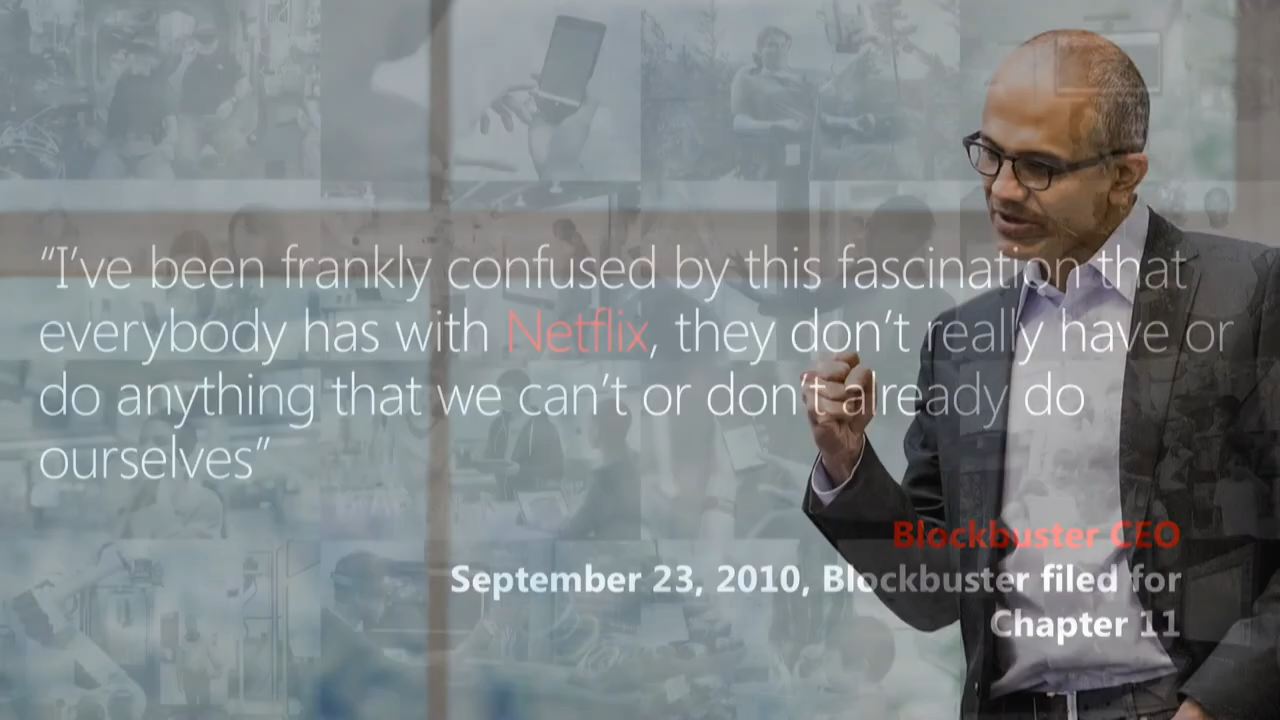 “I’ve been frankly confused by this fascination that
everybody has with Netflix, they don’t really have or
do anything that we can’t or don’t already do
ourselves”
Blockbuster CEO
September 23, 2010, Blockbuster filed for
Chapter 11